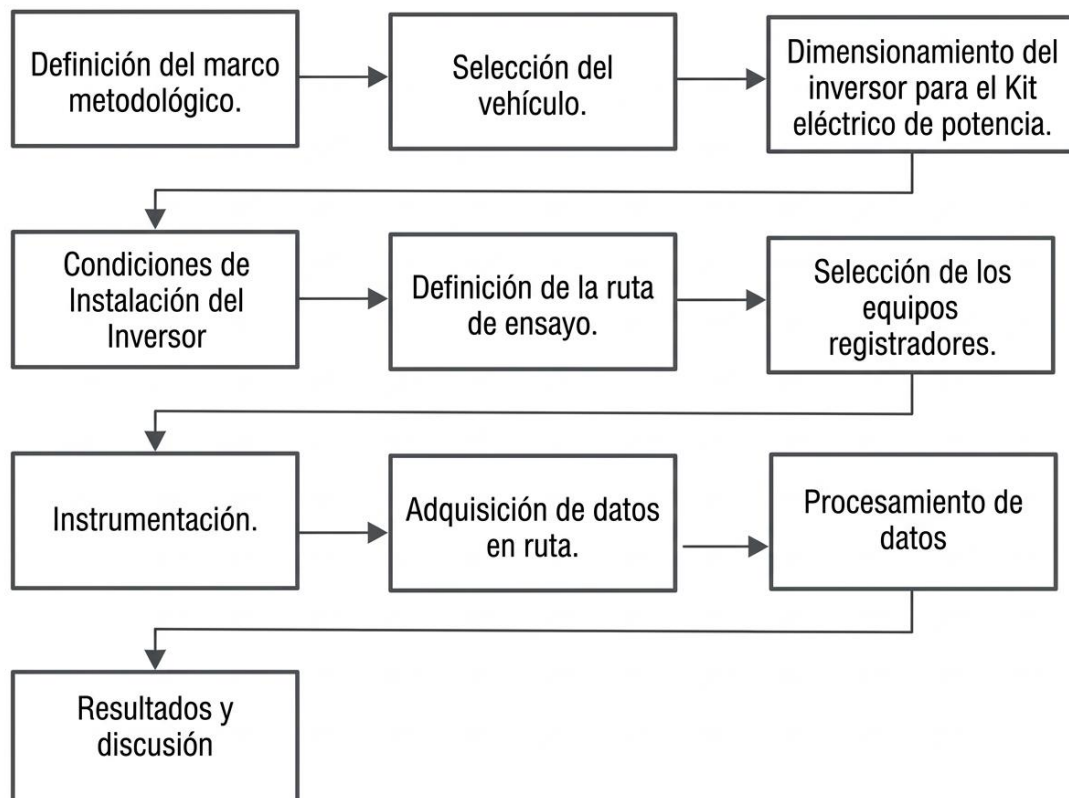 Definición del marco
metodológico.
Selección del
vehículo.
Dimensionamiento del
inversor para el Kit
eléctrico de potencia.
Condiciones de
Instalación del
Inversor
Definición de la ruta
de ensayo.
Selección de los
equipos
registradores.
Instrumentación.
Adquisición de datos
en ruta.
Procesamiento de
datos
Resultados y
discusión